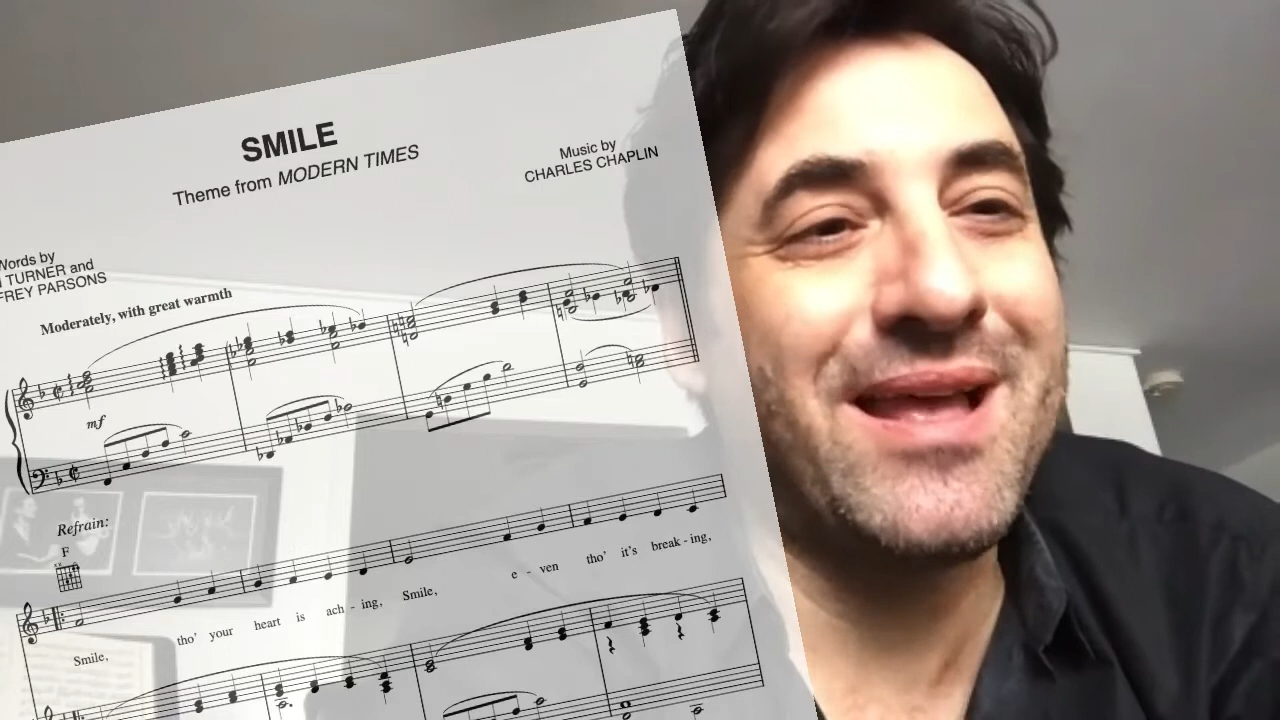 SMILE
Theme from MODERN TIMES
Music by
CHARLES CHAPLIN
Words by
TURNER and
FREY PARSONS
Moderately, with great warmth
mf
Refrain:
F
Smile, tho' your heart is ach - ing, Smile, e - ven tho' it's break - ing,